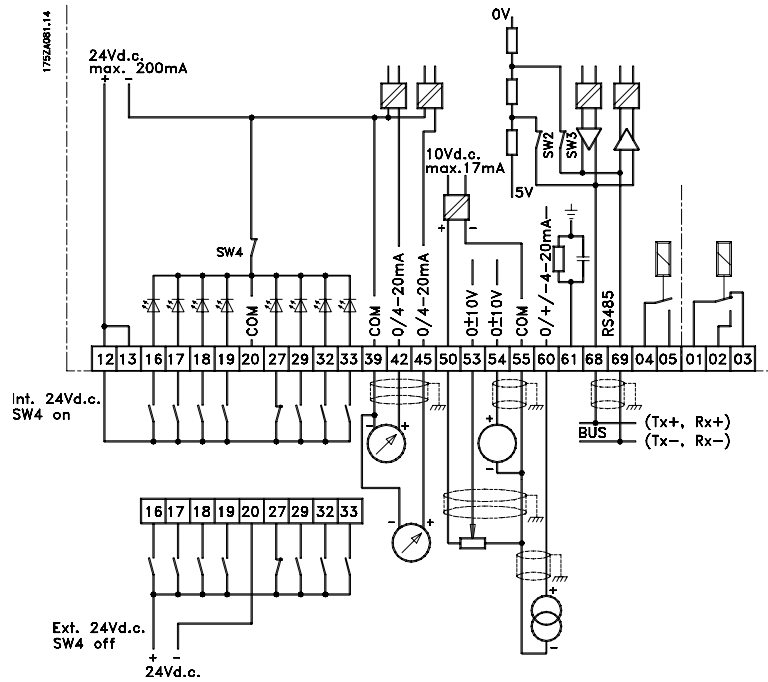 175ZA081.14
24Vd.c.
max. 200mA
+ −
0V
5V
SW2
SW3
10Vd.c.
max.17mA
+ −
SW4
COM
COM
0/4-20mA
0/4-20mA
0±10V
0±10V
COM
0/+/-4-20mA
RS485
12 13 16 17 18 19 20 27 29 32 33 39 42 45 50 53 54 55 60 61 68 69 04 05 01 02 03
Int. 24Vd.c.
SW4 on
− +
+
−
BUS
(Tx+, Rx+)
(Tx−, Rx−)
16 17 18 19 20 27 29 32 33
− +
+
−
Ext. 24Vd.c.
SW4 off
+ −
24Vd.c.